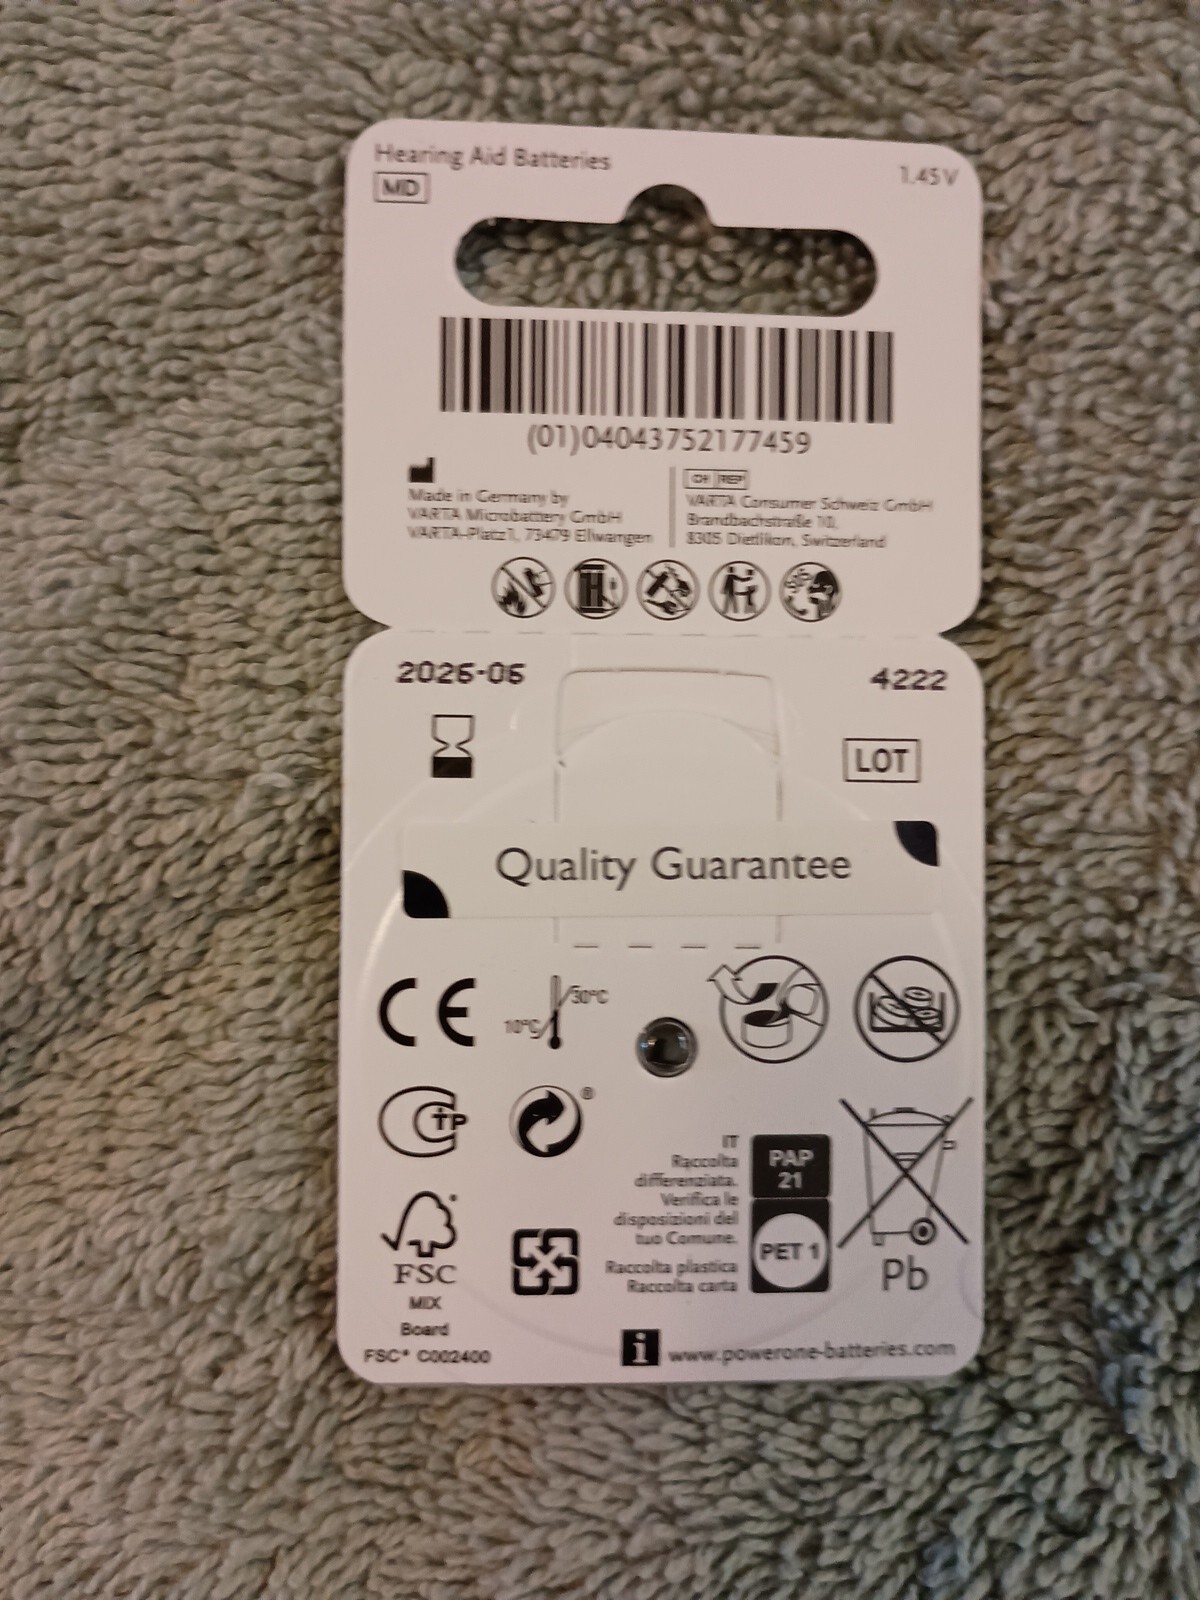 Hearing Aid Batteries
1.45V
MD
(01)04043752177459
Made in Germany by
VARTA Microbattery GmbH
VARTA-Platz1, 73479 Ellwangen
CH REP
VARTA Consumer Schweiz GmbH
Brandbachstraße 10,
8305 Dietlikon, Switzerland
2026-06
4222
LOT
Quality Guarantee
CE
30°C
10°C
®
IT
Raccolta
differenziata.
Verifica le
disposizioni del
tuo Comune.
Raccolta plastica
Raccolta carta
PAP
21
PET 1
Pb
FSC
MIX
Board
FSC® C002400
i www.powerone-batteries.com